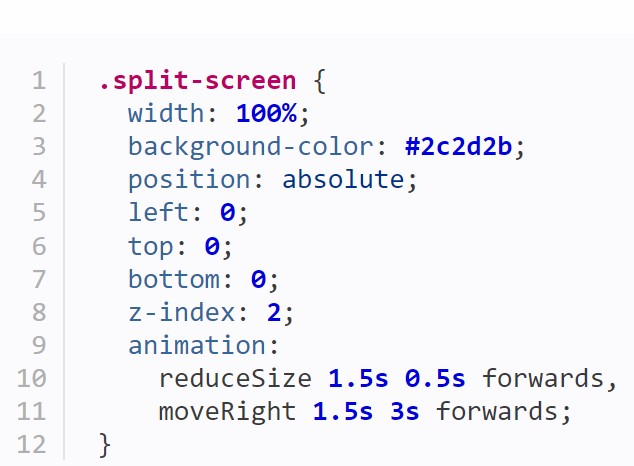 1 .split-screen {
2 width: 100%;
3 background-color: #2c2d2b;
4 position: absolute;
5 left: 0;
6 top: 0;
7 bottom: 0;
8 z-index: 2;
9 animation:
10 reduceSize 1.5s 0.5s forwards,
11 moveRight 1.5s 3s forwards;
12 }